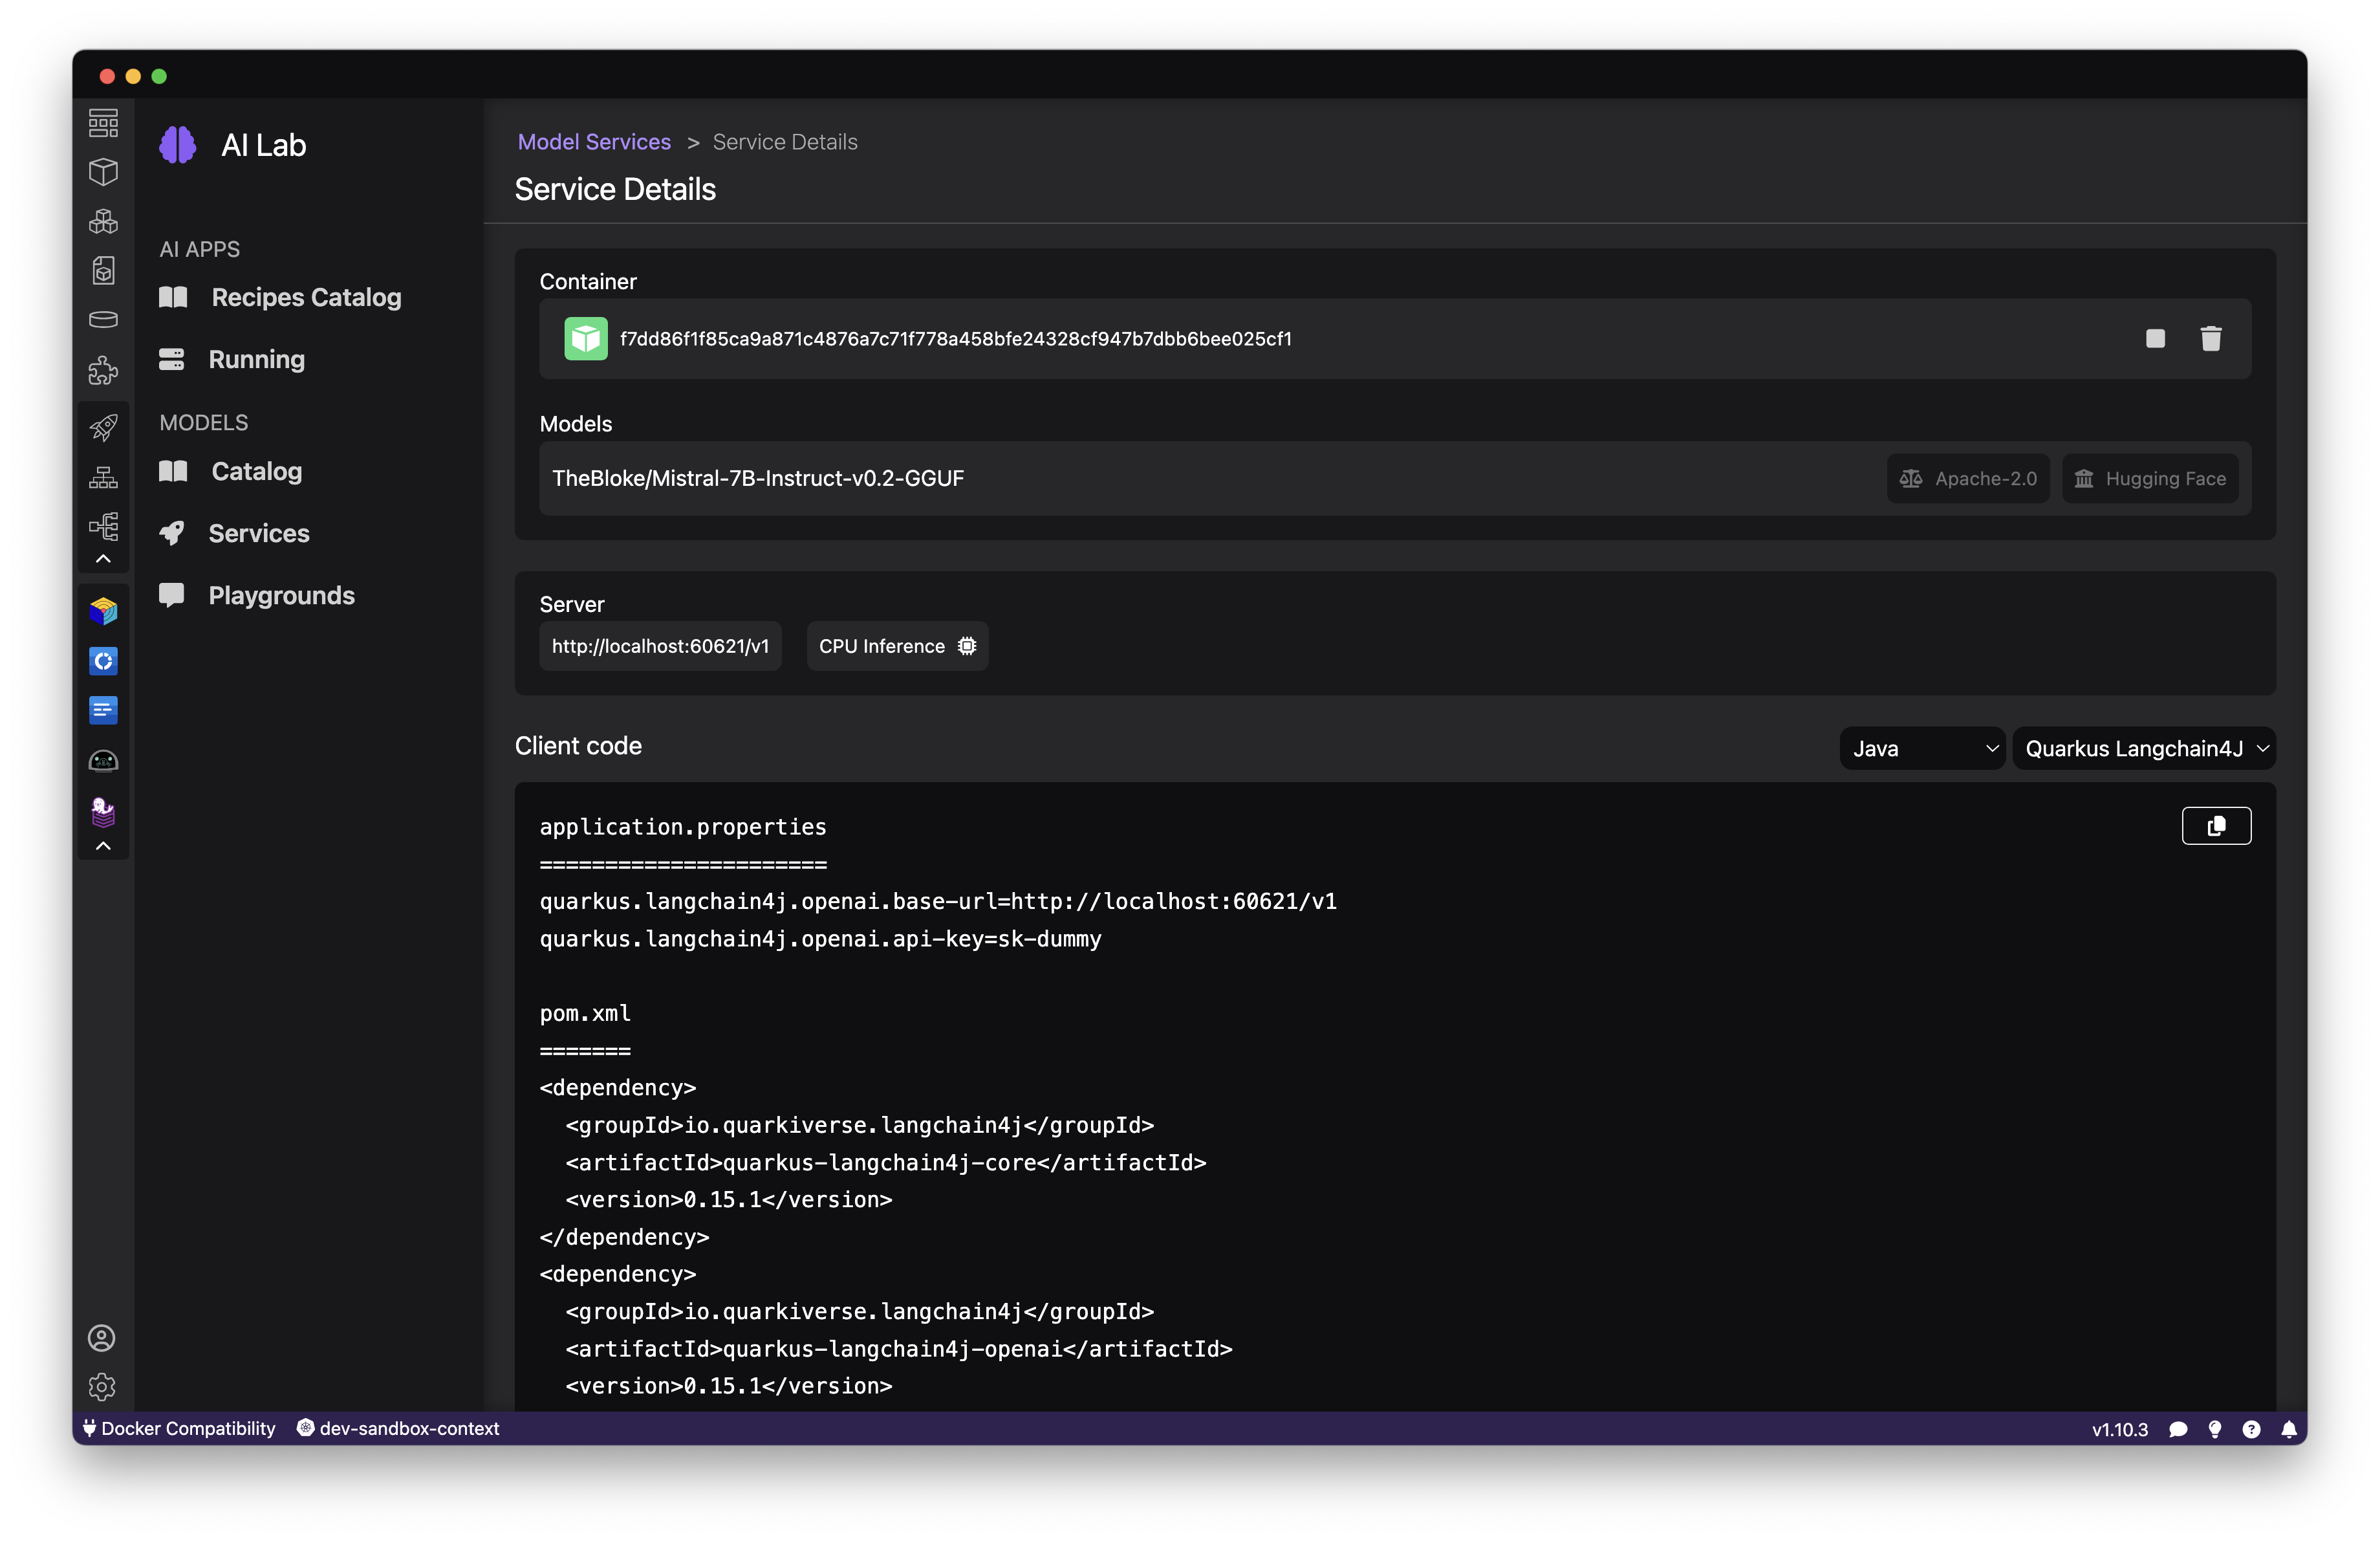 AI Lab
AI APPS
Recipes Catalog
Running
MODELS
Catalog
Services
Playgrounds
Model Services > Service Details
Service Details
Container
f7dd86f1f85ca9a871c4876a7c71f778a458bfe24328cf947b7dbb6bee025cf1
Models
TheBloke/Mistral-7B-Instruct-v0.2-GGUF Apache-2.0 Hugging Face
Server
http://localhost:60621/v1 CPU Inference
Client code Java Quarkus Langchain4J
application.properties
======================
quarkus.langchain4j.openai.base-url=http://localhost:60621/v1
quarkus.langchain4j.openai.api-key=sk-dummy
pom.xml
=======
<dependency>
  <groupId>io.quarkiverse.langchain4j</groupId>
  <artifactId>quarkus-langchain4j-core</artifactId>
  <version>0.15.1</version>
</dependency>
<dependency>
  <groupId>io.quarkiverse.langchain4j</groupId>
  <artifactId>quarkus-langchain4j-openai</artifactId>
  <version>0.15.1</version>
Docker Compatibility dev-sandbox-context v1.10.3